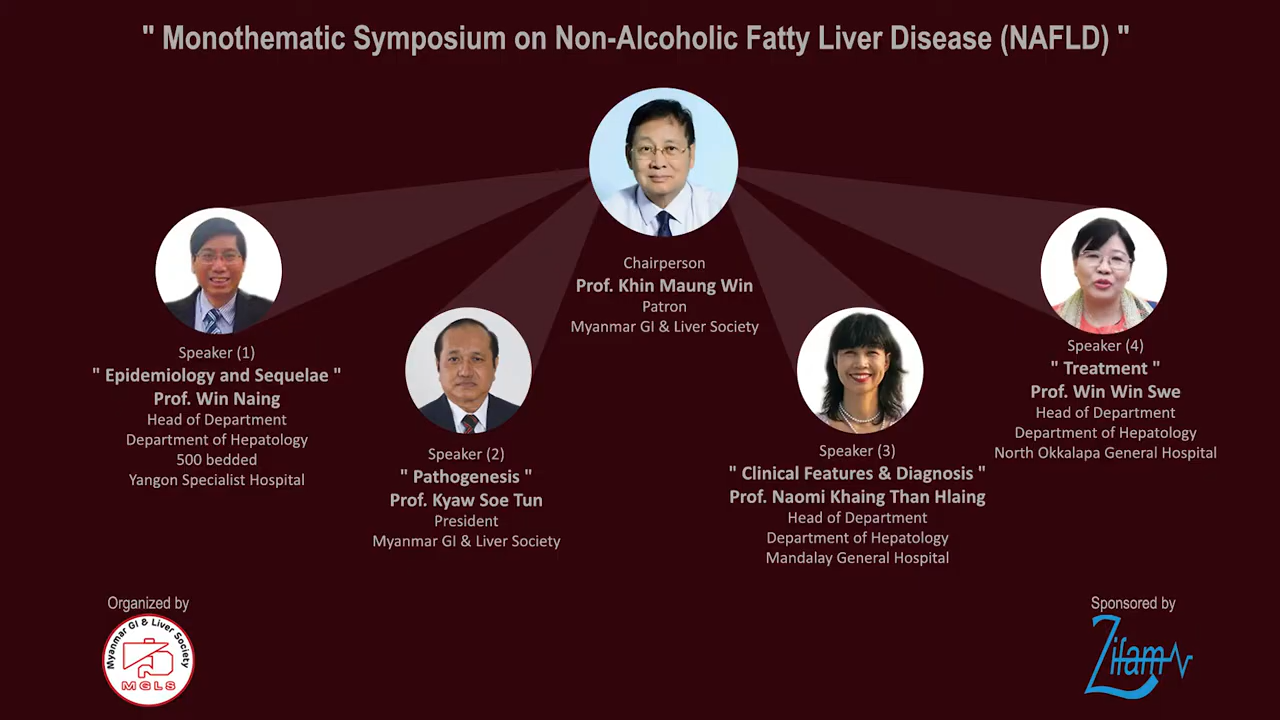 " Monothematic Symposium on Non-Alcoholic Fatty Liver Disease (NAFLD) "
Chairperson
Prof. Khin Maung Win
Patron
Myanmar GI & Liver Society
Speaker (1)
" Epidemiology and Sequelae "
Prof. Win Naing
Head of Department
Department of Hepatology
500 bedded
Yangon Specialist Hospital
Speaker (2)
" Pathogenesis "
Prof. Kyaw Soe Tun
President
Myanmar GI & Liver Society
Speaker (3)
" Clinical Features & Diagnosis "
Prof. Naomi Khaing Than Hlaing
Head of Department
Department of Hepatology
Mandalay General Hospital
Speaker (4)
" Treatment "
Prof. Win Win Swe
Head of Department
Department of Hepatology
North Okkalapa General Hospital
Organized by
Myanmar GI & Liver Society
MGLS
Sponsored by
Zifam